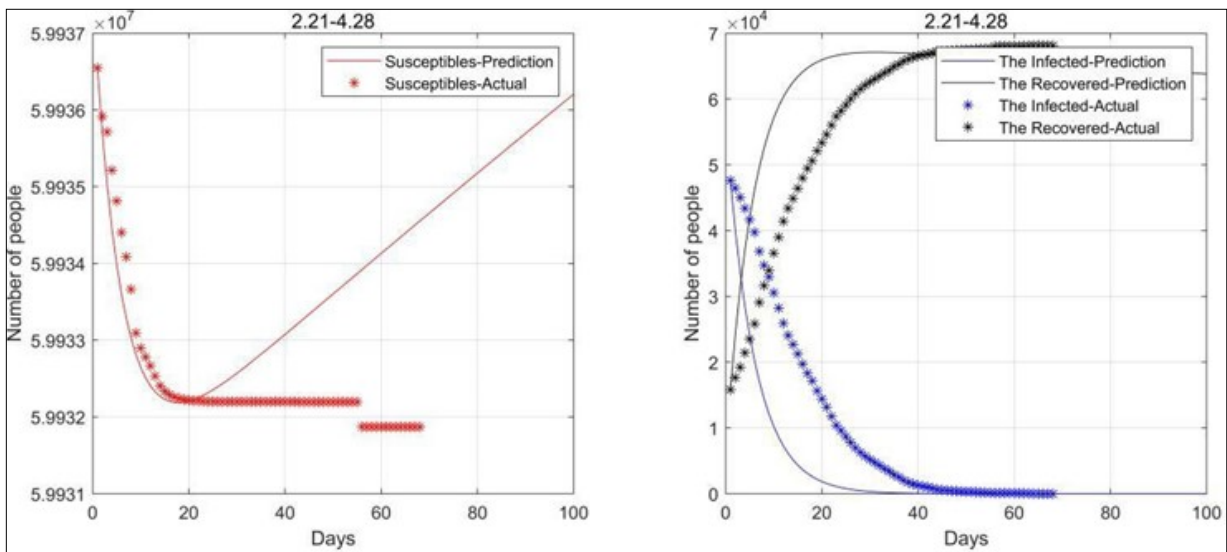 ×10⁷
2.21-4.28
5.9937
5.9936
5.9935
5.9934
5.9933
5.9932
5.9931
Number of people
Susceptibles-Prediction
Susceptibles-Actual
0 20 40 60 80 100
Days
×10⁴
2.21-4.28
7
6
5
4
3
2
1
0
Number of people
The Infected-Prediction
The Recovered-Prediction
The Infected-Actual
The Recovered-Actual
0 20 40 60 80 100
Days